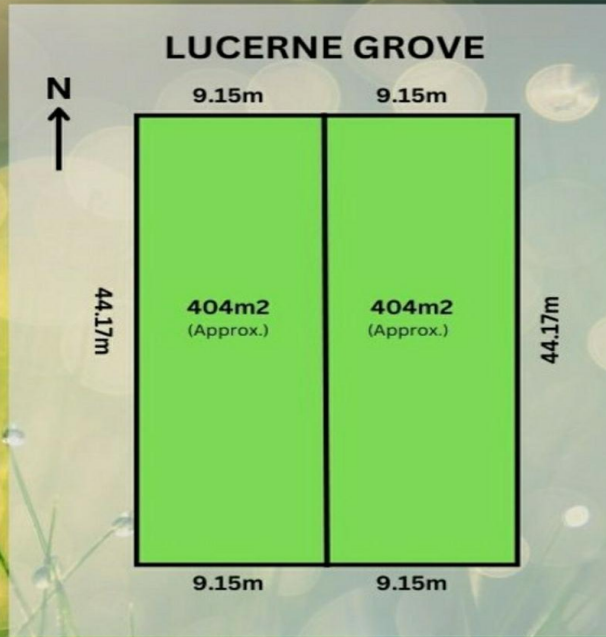 LUCERNE GROVE
N
9.15m 9.15m
44.17m
404m2
(Approx.)
404m2
(Approx.)
44.17m
9.15m 9.15m